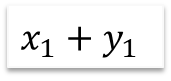 x₁ + y₁